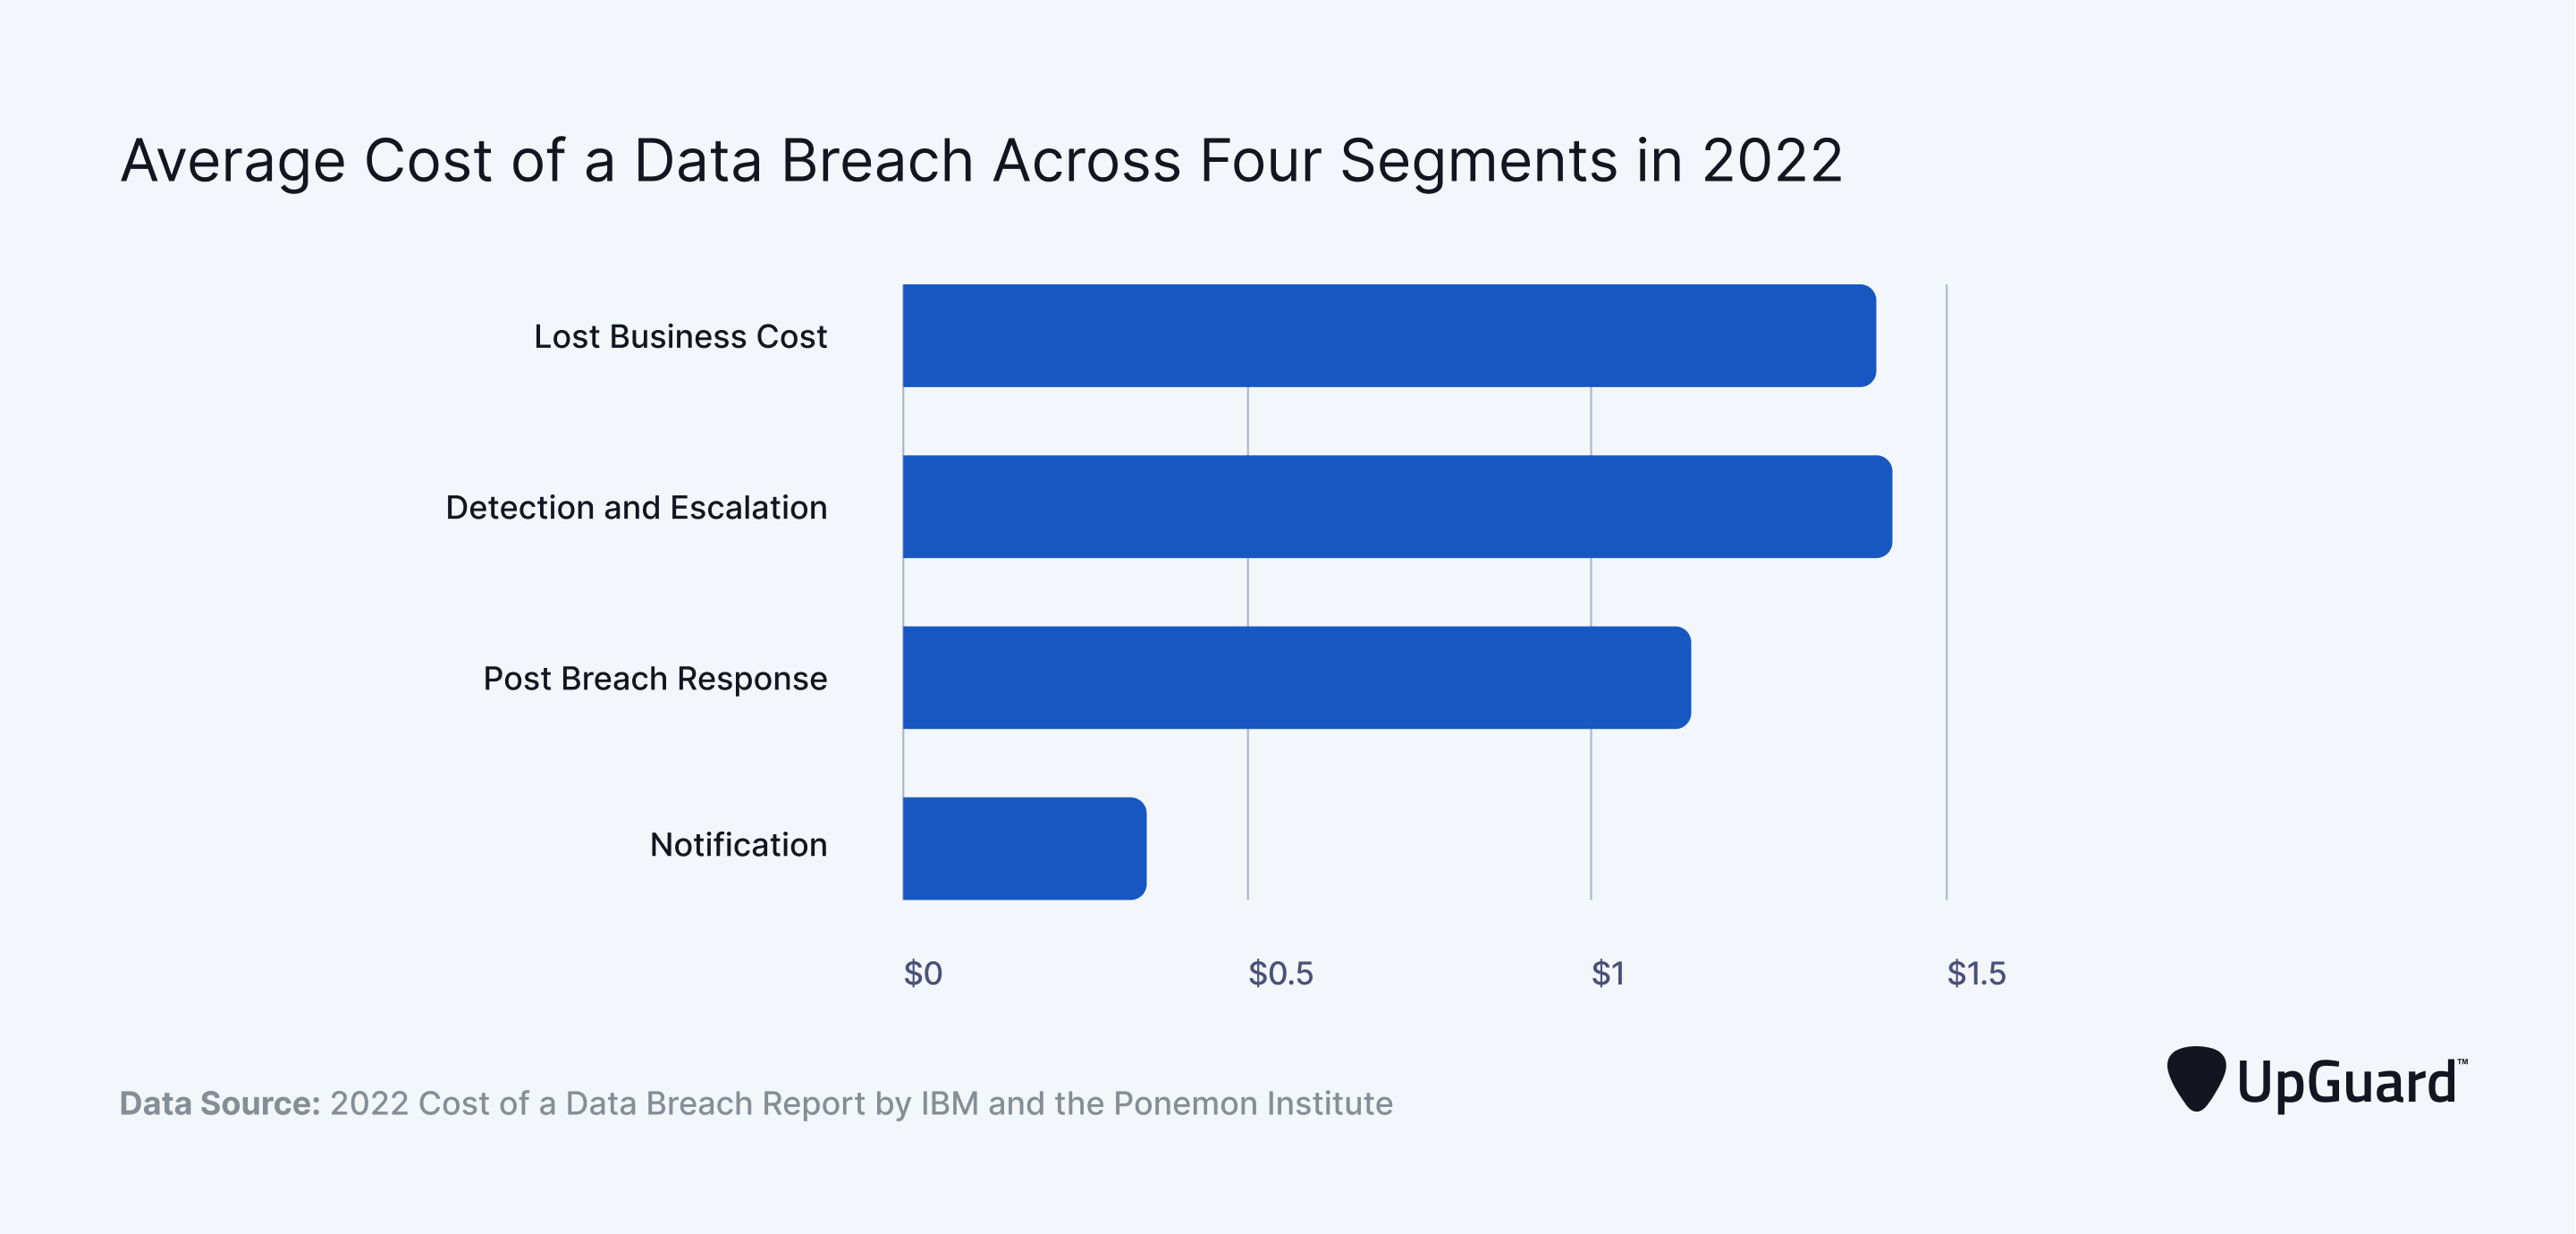 Average Cost of a Data Breach Across Four Segments in 2022
Lost Business Cost
Detection and Escalation
Post Breach Response
Notification
$0 $0.5 $1 $1.5
Data Source: 2022 Cost of a Data Breach Report by IBM and the Ponemon Institute
UpGuard™